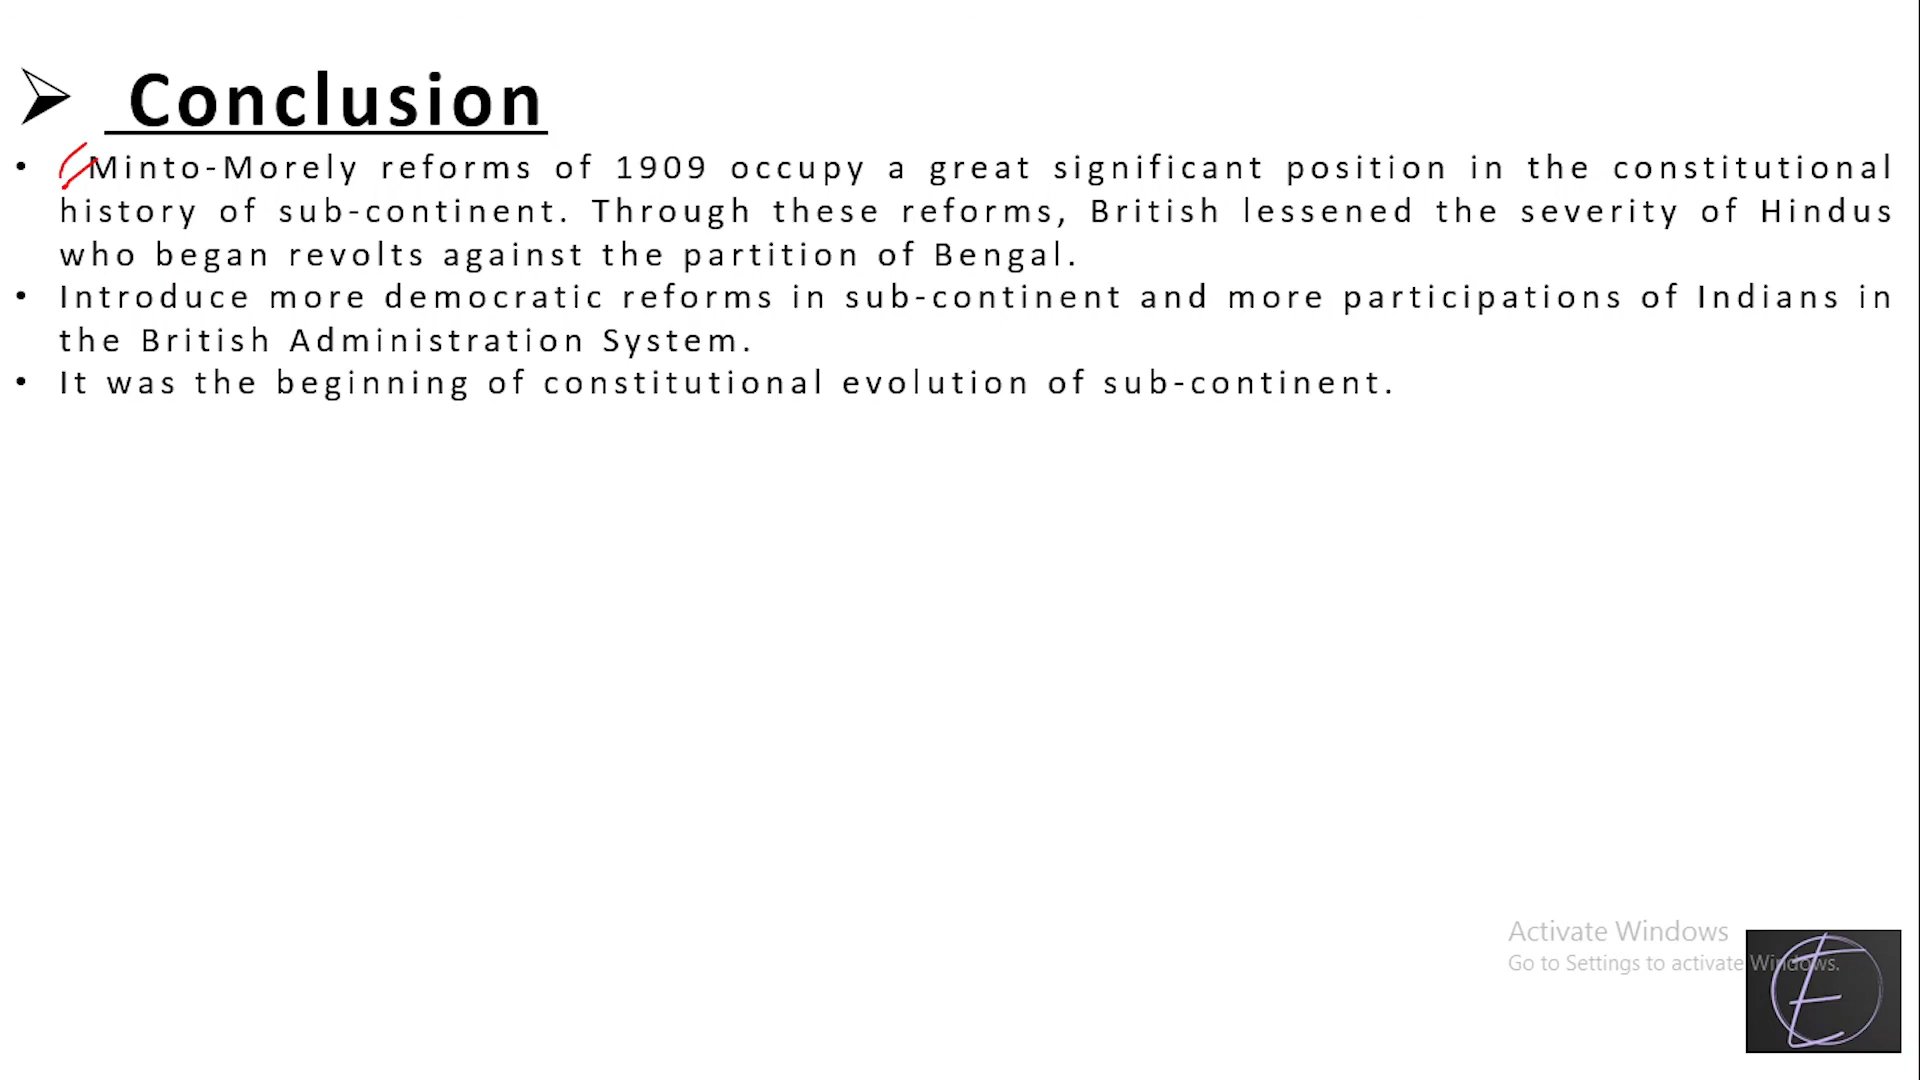 ➢ Conclusion
• Minto-Morely reforms of 1909 occupy a great significant position in the constitutional
history of sub-continent. Through these reforms, British lessened the severity of Hindus
who began revolts against the partition of Bengal.
• Introduce more democratic reforms in sub-continent and more participations of Indians in
the British Administration System.
• It was the beginning of constitutional evolution of sub-continent.
Activate Windows
Go to Settings to activate Windows.
E